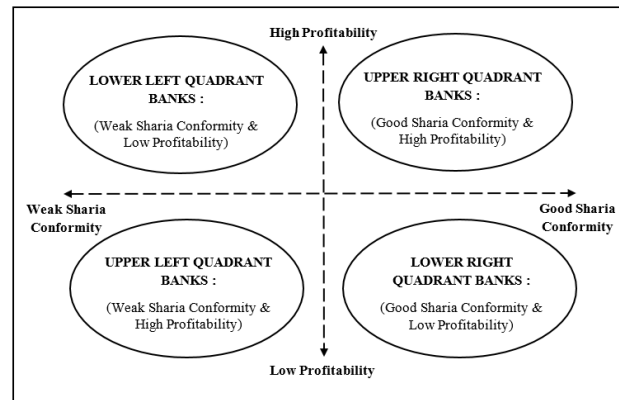 High Profitability
LOWER LEFT QUADRANT
BANKS :
(Weak Sharia Conformity &
Low Profitability)
UPPER RIGHT QUADRANT
BANKS :
(Good Sharia Conformity &
High Profitability)
Weak Sharia
Conformity
Good Sharia
Conformity
UPPER LEFT QUADRANT
BANKS :
(Weak Sharia Conformity &
High Profitability)
LOWER RIGHT
QUADRANT BANKS :
(Good Sharia Conformity &
Low Profitability)
Low Profitability